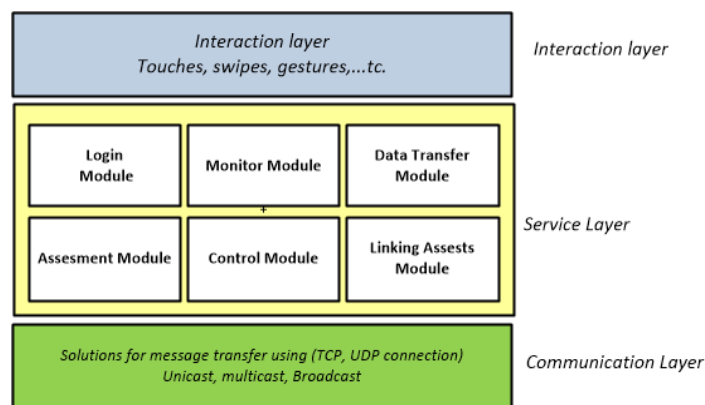 Interaction layer
Touches, swipes, gestures,...tc.
Interaction layer
Login
Module
Monitor Module
Data Transfer
Module
+
Assesment Module
Control Module
Linking Assests
Module
Service Layer
Solutions for message transfer using (TCP, UDP connection)
Unicast, multicast, Broadcast
Communication Layer